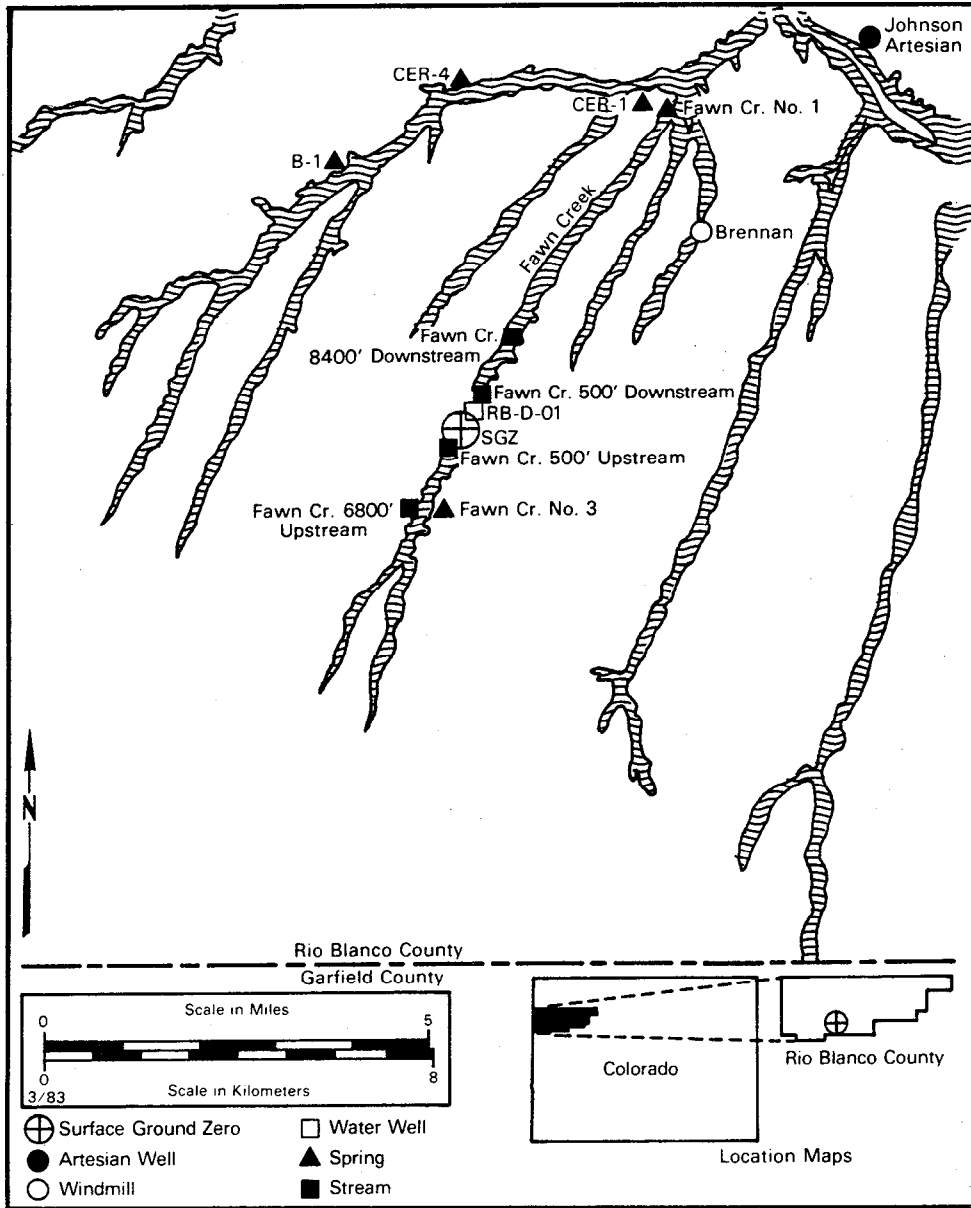 Johnson
Artesian
CER-4
CER-1
Fawn Cr. No. 1
B-1
Fawn Creek
Brennan
Fawn Cr.
8400' Downstream
Fawn Cr. 500' Downstream
RB-D-01
SGZ
Fawn Cr. 500' Upstream
Fawn Cr. 6800'
Upstream
Fawn Cr. No. 3
N
Rio Blanco County
Garfield County
Scale in Miles
0 5
0 8
Scale in Kilometers
3/83
Colorado
Rio Blanco County
Surface Ground Zero
Artesian Well
Windmill
Water Well
Spring
Stream
Location Maps